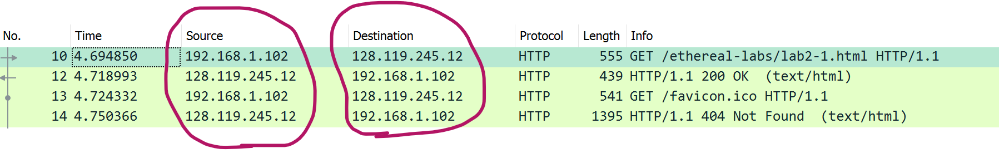 No. Time Source Destination Protocol Length Info
10 4.694850 192.168.1.102 128.119.245.12 HTTP 555 GET /ethereal-labs/lab2-1.html HTTP/1.1
12 4.718993 128.119.245.12 192.168.1.102 HTTP 439 HTTP/1.1 200 OK (text/html)
13 4.724332 192.168.1.102 128.119.245.12 HTTP 541 GET /favicon.ico HTTP/1.1
14 4.750366 128.119.245.12 192.168.1.102 HTTP 1395 HTTP/1.1 404 Not Found (text/html)